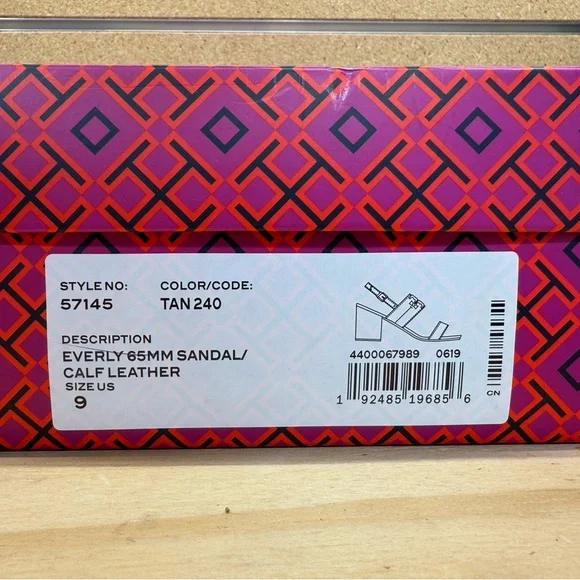 STYLE NO: COLOR/CODE:
57145 TAN 240
DESCRIPTION
EVERLY 65MM SANDAL/
CALF LEATHER
SIZE US
9
4400067989 0619
1 92485 19685 6
CN